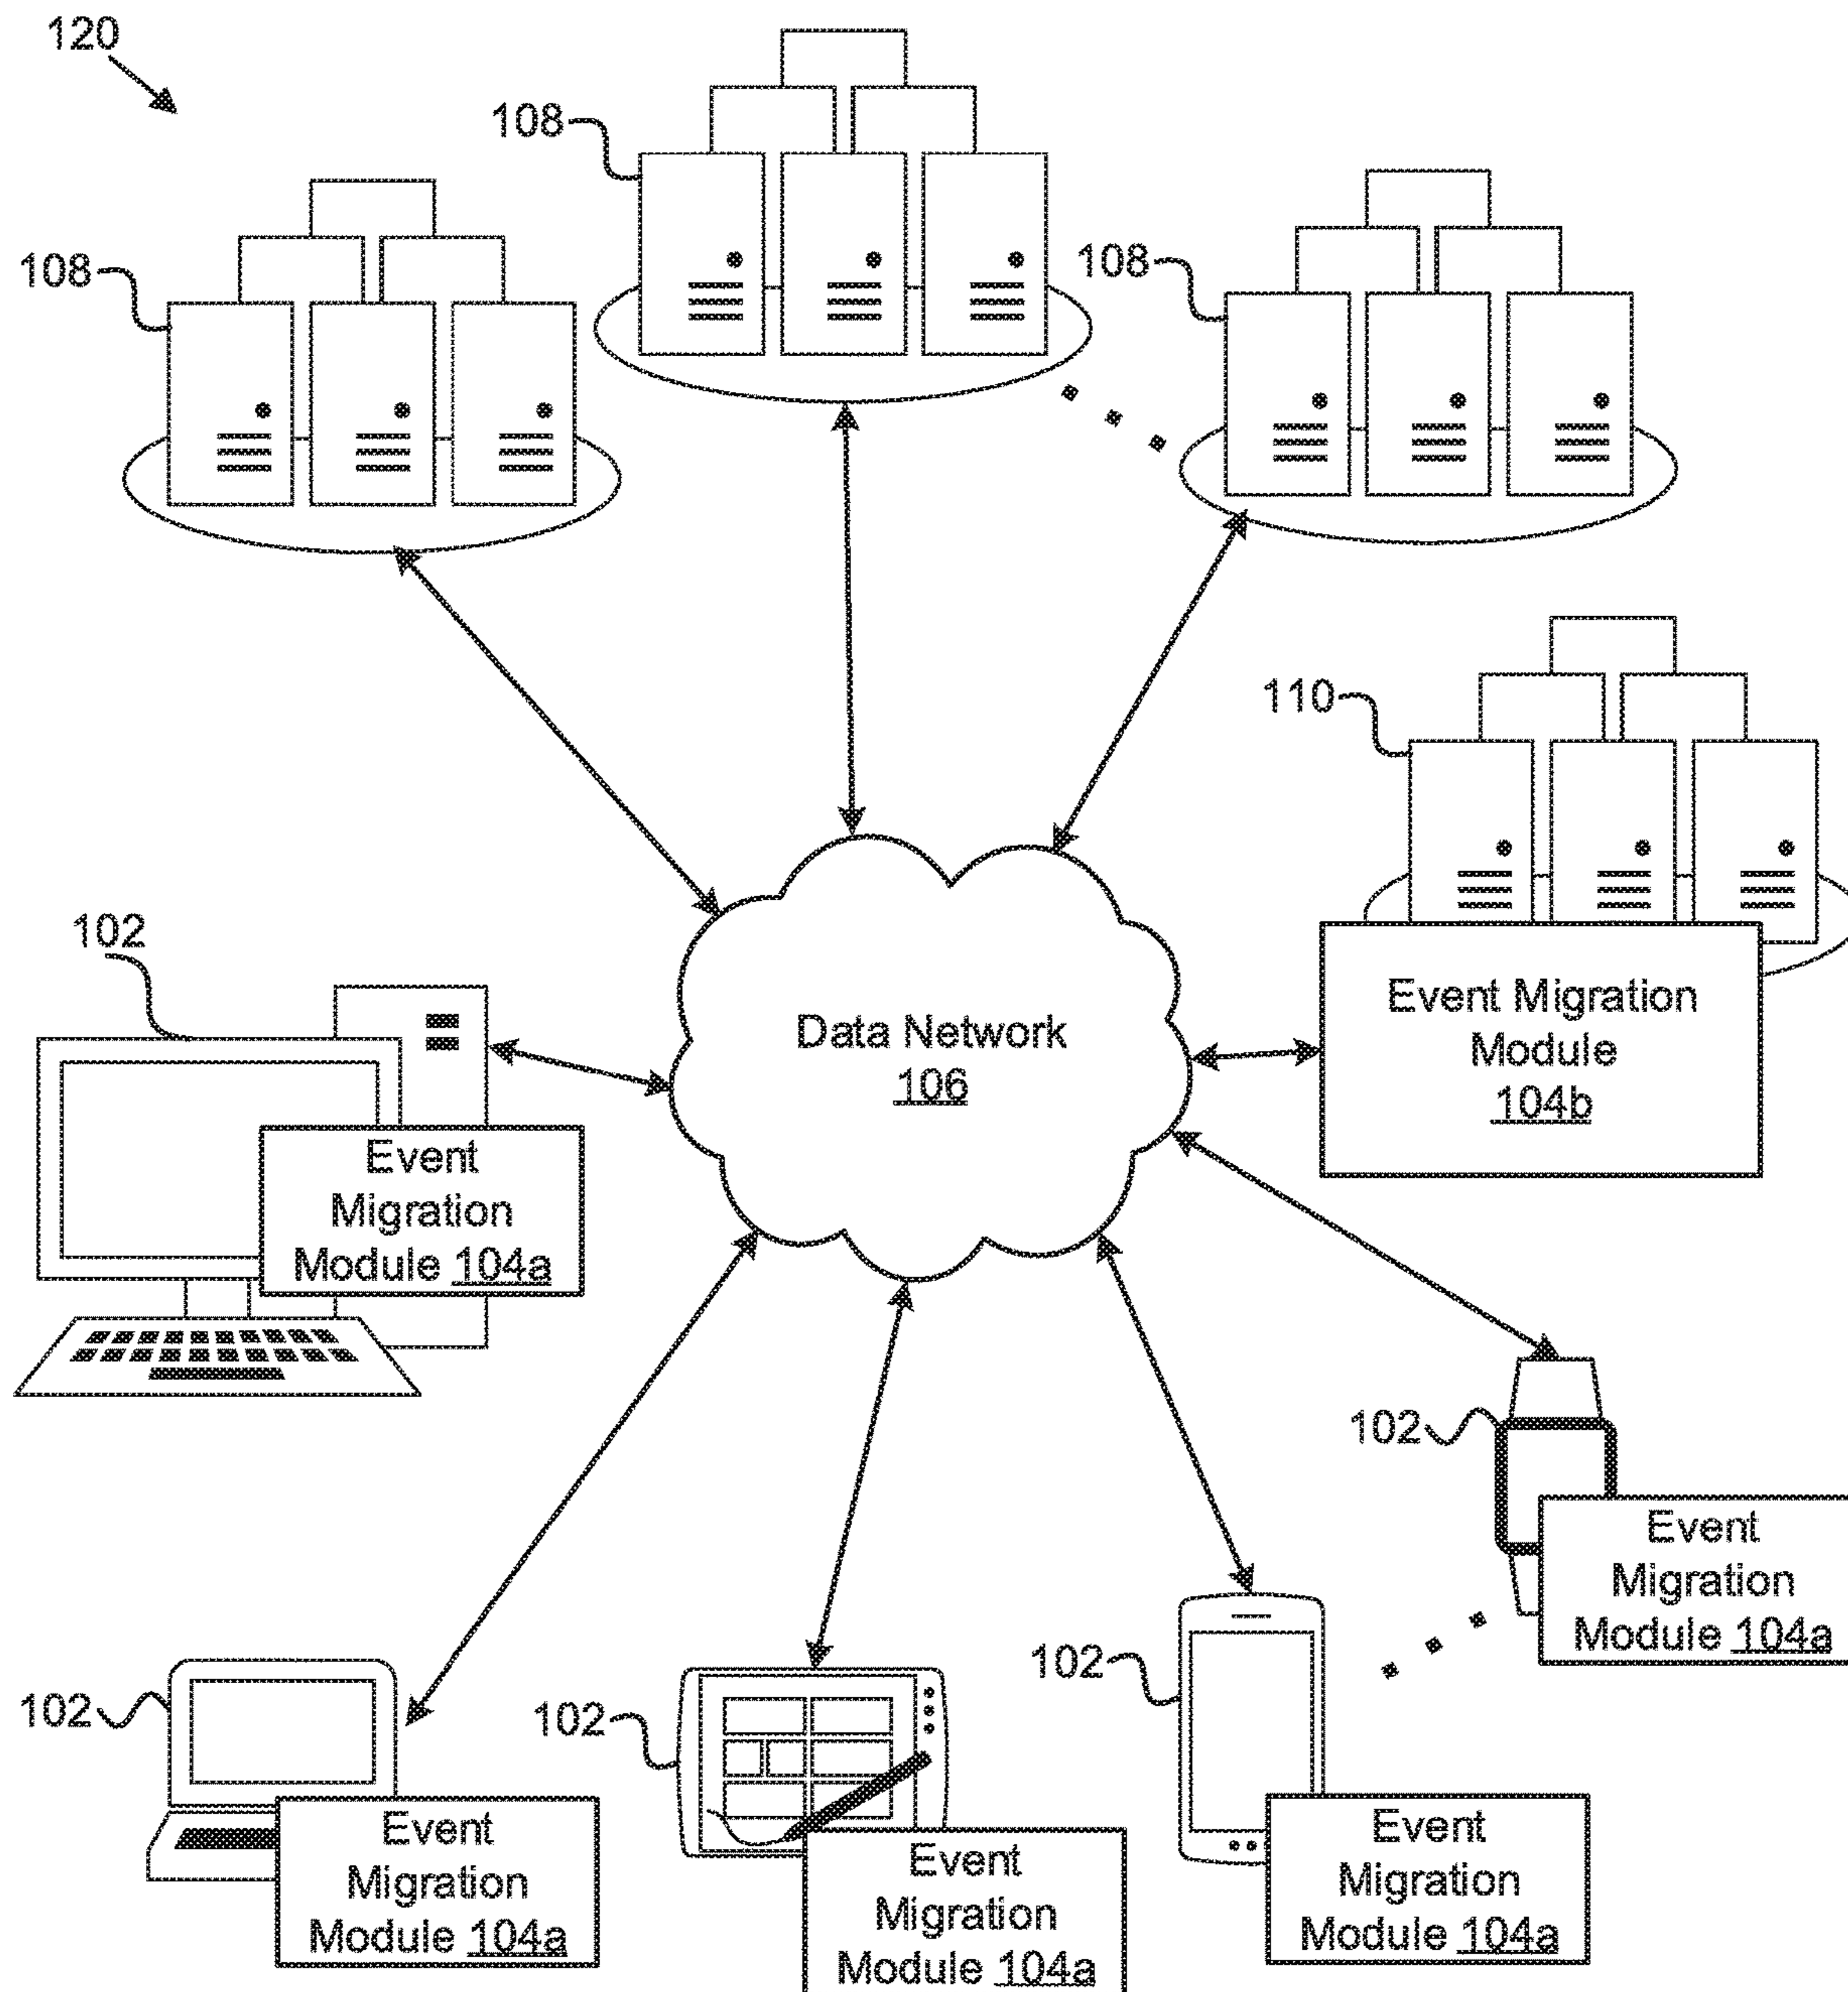 120
108
108
108
110
102
Data Network
106
Event Migration
Module
104b
Event
Migration
Module 104a
102
Event
Migration
Module 104a
102
102
102
Event
Migration
Module 104a
Event
Migration
Module 104a
Event
Migration
Module 104a